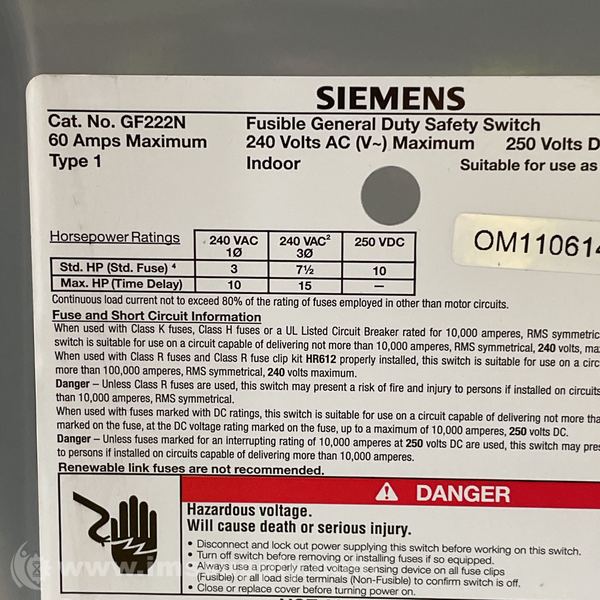 SIEMENS
Cat. No. GF222N Fusible General Duty Safety Switch
60 Amps Maximum 240 Volts AC (V~) Maximum 250 Volts D
Type 1 Indoor Suitable for use as
OM110614
Horsepower Ratings 240 VAC 1Ø 240 VAC² 3Ø 250 VDC
Std. HP (Std. Fuse) ⁴ 3 7½ 10
Max. HP (Time Delay) 10 15 —
Continuous load current not to exceed 80% of the rating of fuses employed in other than motor circuits.
Fuse and Short Circuit Information
When used with Class K fuses, Class H fuses or a UL Listed Circuit Breaker rated for 10,000 amperes, RMS symmetric
switch is suitable for use on a circuit capable of delivering not more than 10,000 amperes, RMS symmetrical, 240 volts, ma
When used with Class R fuses and Class R fuse clip kit HR612 properly installed, this switch is suitable for use on a circ
more than 100,000 amperes, RMS symmetrical, 240 volts maximum.
Danger – Unless Class R fuses are used, this switch may present a risk of fire and injury to persons if installed on circuits
than 10,000 amperes, RMS symmetrical.
When used with fuses marked with DC ratings, this switch is suitable for use on a circuit capable of delivering not more tha
marked on the fuse, at the DC voltage rating marked on the fuse, up to a maximum of 10,000 amperes, 250 volts DC.
Danger – Unless fuses marked for an interrupting rating of 10,000 amperes at 250 volts DC are used, this switch may pres
to persons if installed on circuits capable of delivering more than 10,000 amperes.
Renewable link fuses are not recommended.
DANGER
Hazardous voltage.
Will cause death or serious injury.
• Disconnect and lock out power supplying this switch before working on this switch.
• Turn off switch before removing or installing fuses if so equipped.
• Always use a properly rated voltage sensing device on all fuse clips
(Fusible) or all load side terminals (Non-Fusible) to confirm switch is off.
• Close or replace cover before turning power on.